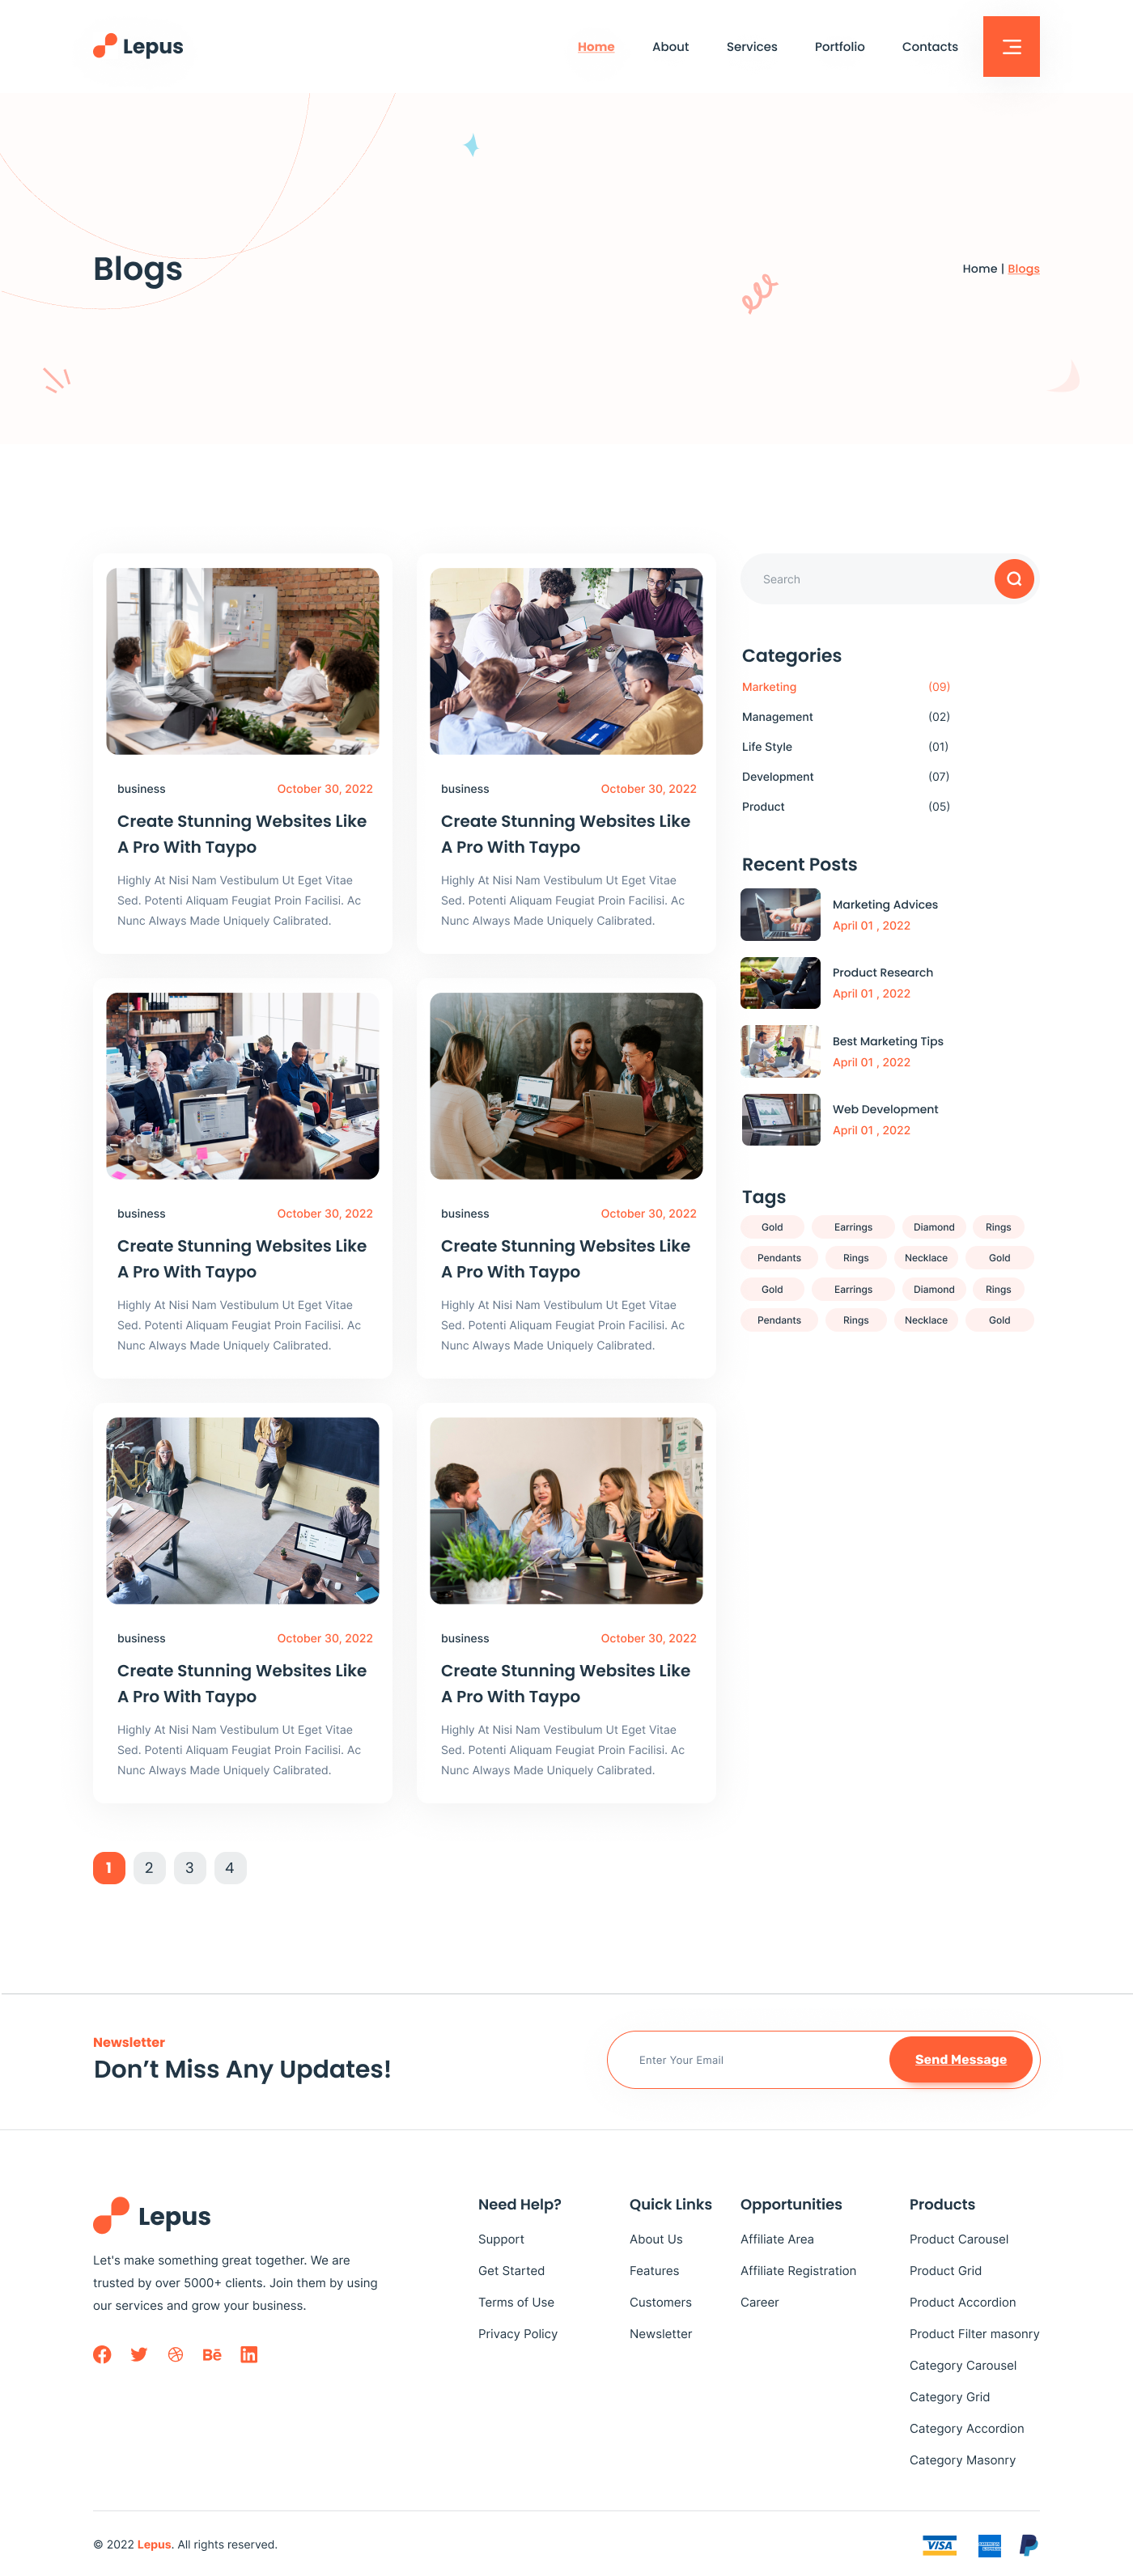 Lepus
Home About Services Portfolio Contacts
Blogs
Home | Blogs
business October 30, 2022
Create Stunning Websites Like
A Pro With Taypo
Highly At Nisi Nam Vestibulum Ut Eget Vitae
Sed. Potenti Aliquam Feugiat Proin Facilisi. Ac
Nunc Always Made Uniquely Calibrated.
business October 30, 2022
Create Stunning Websites Like
A Pro With Taypo
Highly At Nisi Nam Vestibulum Ut Eget Vitae
Sed. Potenti Aliquam Feugiat Proin Facilisi. Ac
Nunc Always Made Uniquely Calibrated.
business October 30, 2022
Create Stunning Websites Like
A Pro With Taypo
Highly At Nisi Nam Vestibulum Ut Eget Vitae
Sed. Potenti Aliquam Feugiat Proin Facilisi. Ac
Nunc Always Made Uniquely Calibrated.
business October 30, 2022
Create Stunning Websites Like
A Pro With Taypo
Highly At Nisi Nam Vestibulum Ut Eget Vitae
Sed. Potenti Aliquam Feugiat Proin Facilisi. Ac
Nunc Always Made Uniquely Calibrated.
business October 30, 2022
Create Stunning Websites Like
A Pro With Taypo
Highly At Nisi Nam Vestibulum Ut Eget Vitae
Sed. Potenti Aliquam Feugiat Proin Facilisi. Ac
Nunc Always Made Uniquely Calibrated.
business October 30, 2022
Create Stunning Websites Like
A Pro With Taypo
Highly At Nisi Nam Vestibulum Ut Eget Vitae
Sed. Potenti Aliquam Feugiat Proin Facilisi. Ac
Nunc Always Made Uniquely Calibrated.
1 2 3 4
Search
Categories
Marketing (09)
Management (02)
Life Style (01)
Development (07)
Product (05)
Recent Posts
Marketing Advices
April 01 , 2022
Product Research
April 01 , 2022
Best Marketing Tips
April 01 , 2022
Web Development
April 01 , 2022
Tags
Gold Earrings Diamond Rings
Pendants Rings Necklace Gold
Gold Earrings Diamond Rings
Pendants Rings Necklace Gold
Newsletter
Don’t Miss Any Updates!
Enter Your Email
Send Message
Lepus
Let's make something great together. We are
trusted by over 5000+ clients. Join them by using
our services and grow your business.
Bē
in
Need Help?
Support
Get Started
Terms of Use
Privacy Policy
Quick Links
About Us
Features
Customers
Newsletter
Opportunities
Affiliate Area
Affiliate Registration
Career
Products
Product Carousel
Product Grid
Product Accordion
Product Filter masonry
Category Carousel
Category Grid
Category Accordion
Category Masonry
© 2022 Lepus. All rights reserved.
VISA
AMERICAN
EXPRESS